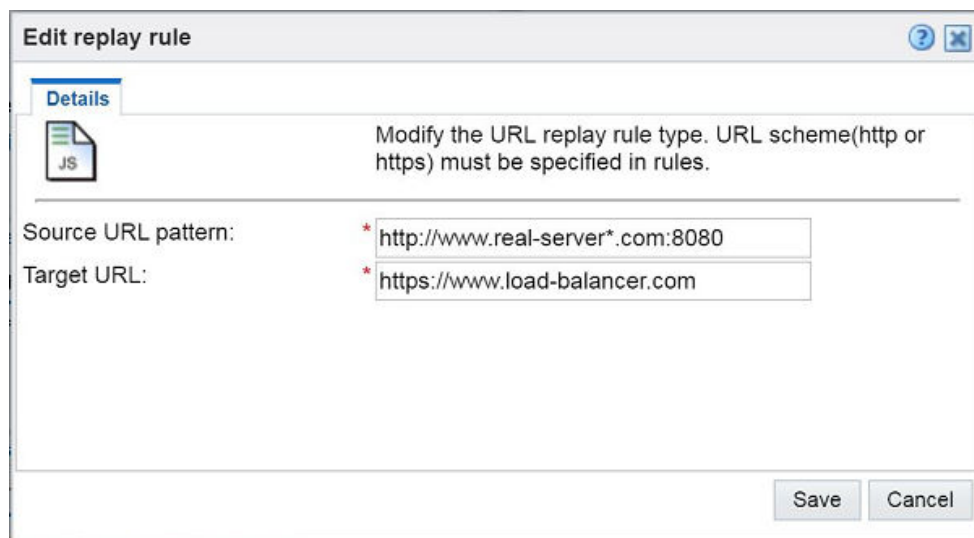 Edit replay rule
?
Details
JS
Modify the URL replay rule type. URL scheme(http or
https) must be specified in rules.
Source URL pattern: * http://www.real-server*.com:8080
Target URL: * https://www.load-balancer.com
Save Cancel